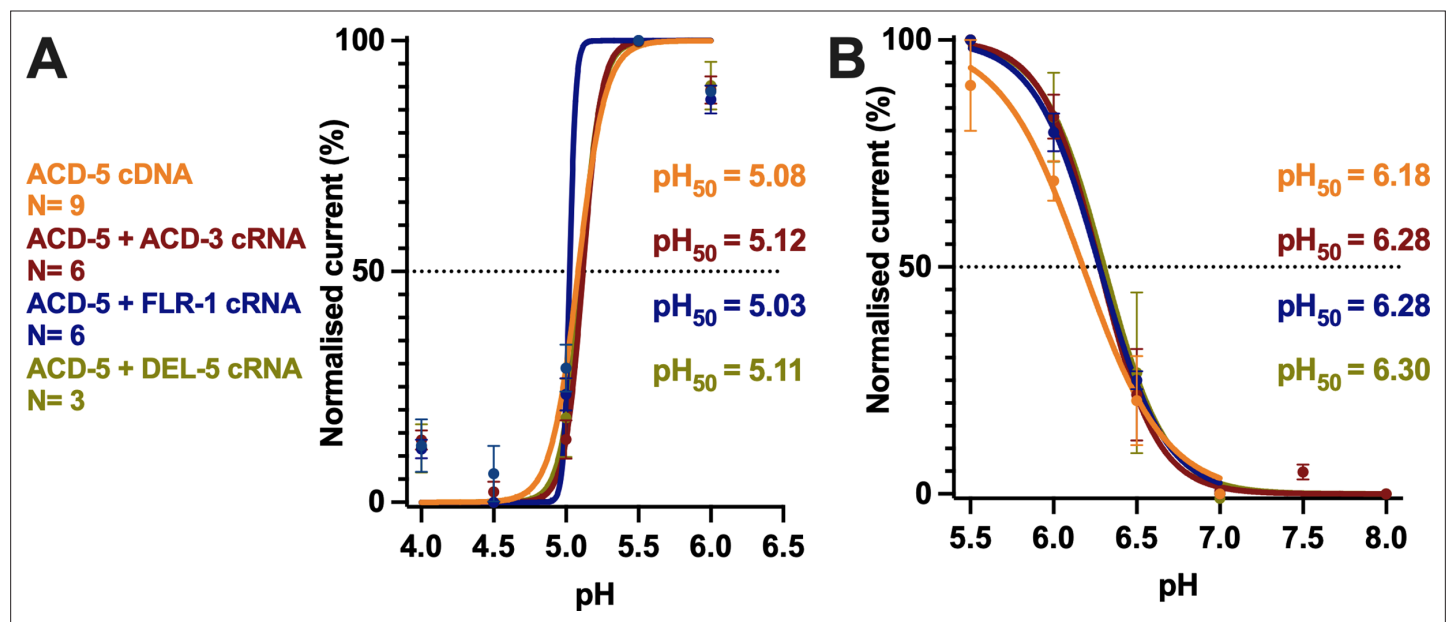 A
ACD-5 cDNA
N= 9
ACD-5 + ACD-3 cRNA
N= 6
ACD-5 + FLR-1 cRNA
N= 6
ACD-5 + DEL-5 cRNA
N= 3
Normalised current (%)
100
50
0
4.0 4.5 5.0 5.5 6.0 6.5
pH
pH50 = 5.08
pH50 = 5.12
pH50 = 5.03
pH50 = 5.11
B
Normalised current (%)
100
50
0
5.5 6.0 6.5 7.0 7.5 8.0
pH
pH50 = 6.18
pH50 = 6.28
pH50 = 6.28
pH50 = 6.30